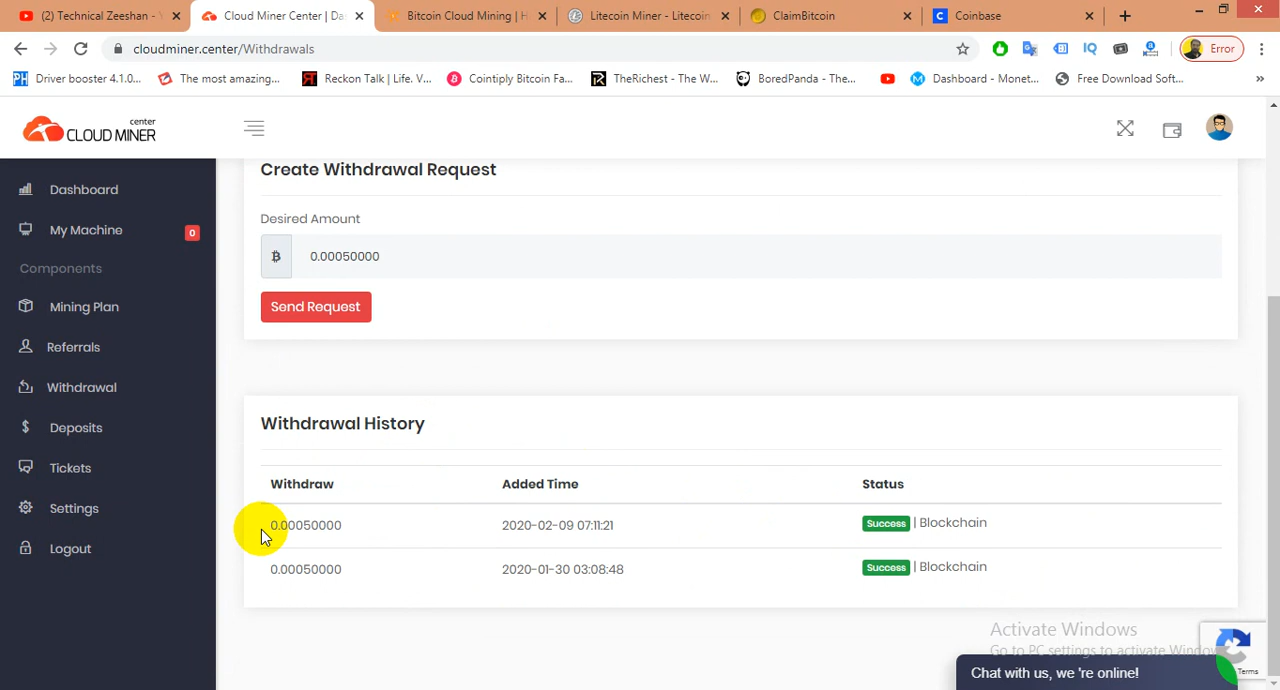 (2) Technical Zeeshan -
Cloud Miner Center | Da
Bitcoin Cloud Mining | H
Litecoin Miner - Litecoin
ClaimBitcoin
Coinbase
cloudminer.center/Withdrawals
Error
Driver booster 4.1.0...
The most amazing...
Reckon Talk | Life. V...
Cointiply Bitcoin Fa...
TheRichest - The W...
BoredPanda - The...
Dashboard - Monet...
Free Download Soft...
center
CLOUD MINER
Dashboard
My Machine
0
Components
Mining Plan
Referrals
Withdrawal
Deposits
Tickets
Settings
Logout
Create Withdrawal Request
Desired Amount
0.00050000
Send Request
Withdrawal History
Withdraw Added Time Status
0.00050000 2020-02-09 07:11:21 Success | Blockchain
0.00050000 2020-01-30 03:08:48 Success | Blockchain
Activate Windows
Go to PC settings to activate Window
Chat with us, we 're online!
Terms